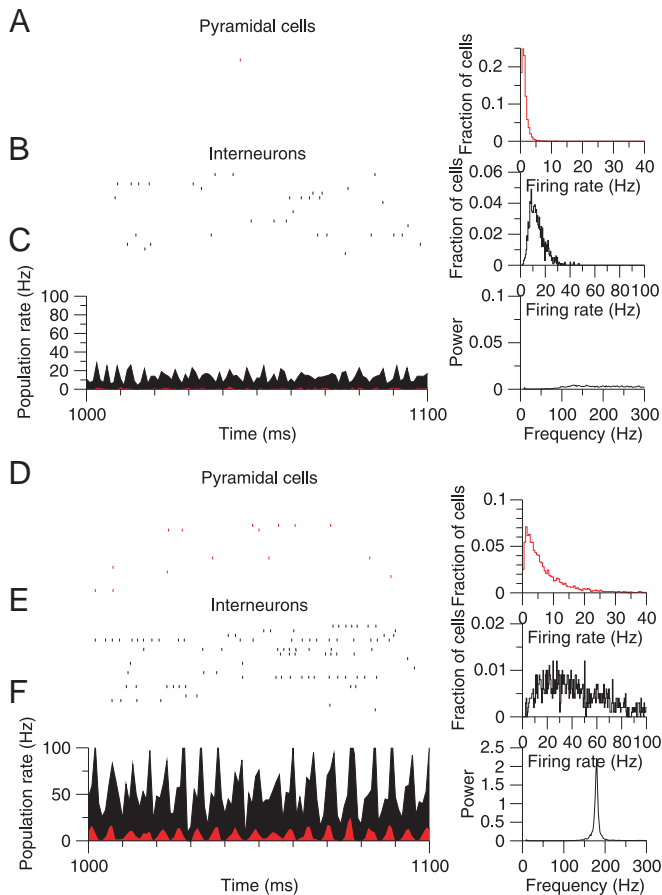 A
Pyramidal cells
Fraction of cells
0.2
0.1
0
0 10 20 30 40
Firing rate (Hz)
B
Interneurons
Fraction of cells
0.06
0.04
0.02
0
0 20 40 60 80 100
Firing rate (Hz)
C
Population rate (Hz)
100
80
60
40
20
0
1000 1100
Time (ms)
Power
0.1
0.05
0
0 100 200 300
Frequency (Hz)
D
Pyramidal cells
Fraction of cells
0.1
0.05
0
0 10 20 30 40
Firing rate (Hz)
E
Interneurons
Fraction of cells
0.02
0.01
0
0 20 40 60 80 100
Firing rate (Hz)
F
Population rate (Hz)
100
50
0
1000 1100
Time (ms)
Power
2.5
2
1.5
1
0.5
0
0 100 200 300
Frequency (Hz)